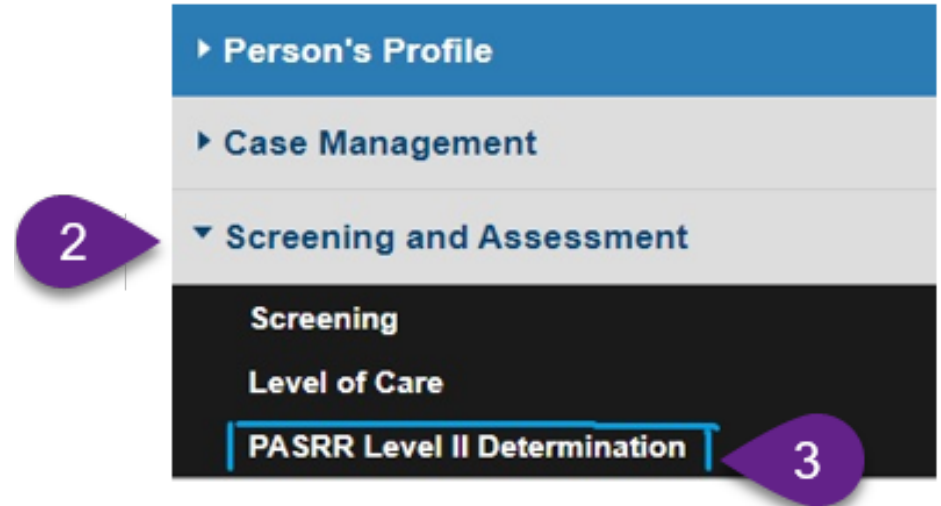 Person's Profile
Case Management
2
Screening and Assessment
Screening
Level of Care
PASRR Level II Determination
3